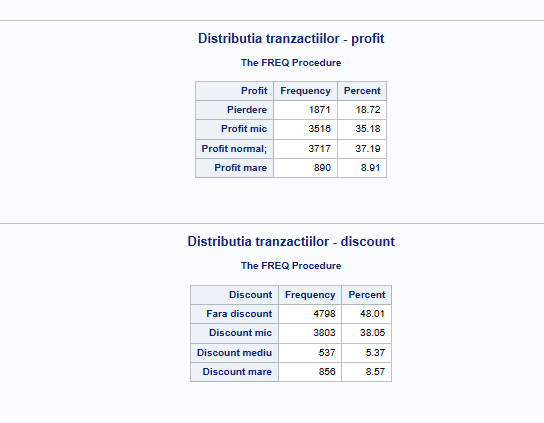 Distributia tranzactiilor - profit
The FREQ Procedure
Profit Frequency Percent
Pierdere 1871 18.72
Profit mic 3516 35.18
Profit normal; 3717 37.19
Profit mare 890 8.91
Distributia tranzactiilor - discount
The FREQ Procedure
Discount Frequency Percent
Fara discount 4798 48.01
Discount mic 3803 38.05
Discount mediu 537 5.37
Discount mare 856 8.57